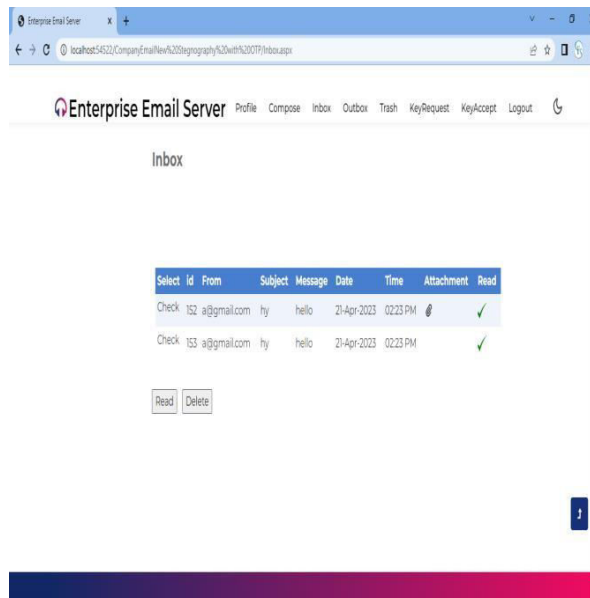 Enterprise Email Server
localhost:54522/CompanyEmailNew%20Stegnography%20with%20OTP/Inbox.aspx
Enterprise Email Server Profile Compose Inbox Outbox Trash KeyRequest KeyAccept Logout
Inbox
Select id From Subject Message Date Time Attachment Read
Check 152 a@gmail.com hy hello 21-Apr-2023 02:23 PM
Check 153 a@gmail.com hy hello 21-Apr-2023 02:23 PM
Read Delete